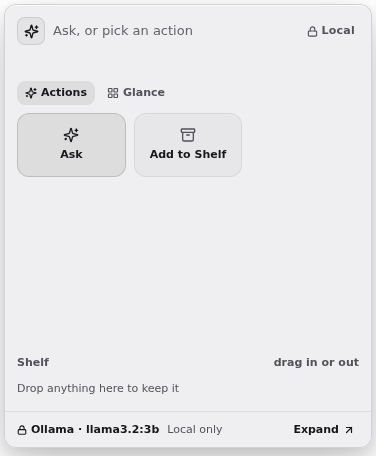 Ask, or pick an action
Local
Actions
Glance
Ask
Add to Shelf
Shelf
drag in or out
Drop anything here to keep it
Ollama · llama3.2:3b Local only
Expand